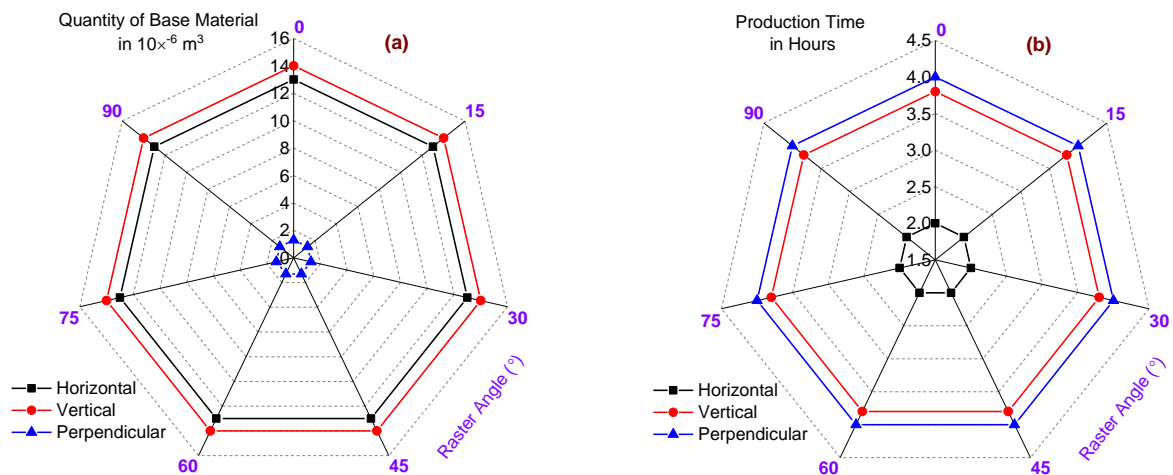 Quantity of Base Material
in 10×⁻⁶ m³
(a)
0
16
14
12
10
8
6
4
2
0
15
30
45
60
75
90
Raster Angle (°)
Horizontal
Vertical
Perpendicular
Production Time
in Hours
(b)
0
4.5
4.0
3.5
3.0
2.5
2.0
1.5
15
30
45
60
75
90
Raster Angle (°)
Horizontal
Vertical
Perpendicular